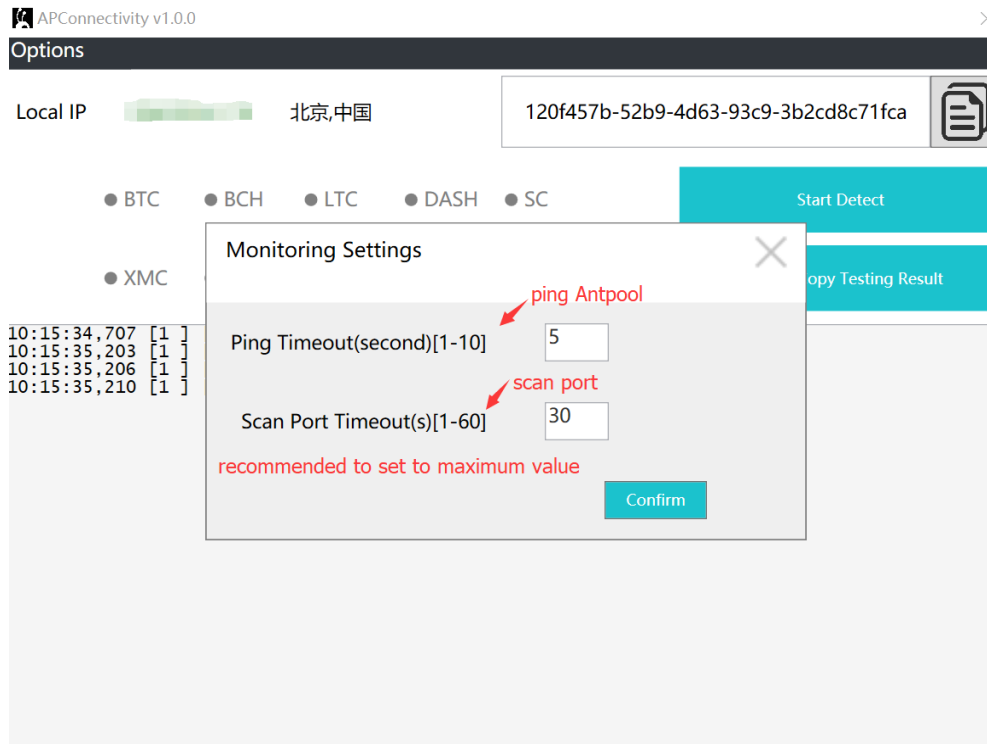 APConnectivity v1.0.0
Options
Local IP 北京,中国 120f457b-52b9-4d63-93c9-3b2cd8c71fca
BTC BCH LTC DASH SC Start Detect
Monitoring Settings
XMC opy Testing Result
ping Antpool
10:15:34,707 [1 ]
10:15:35,203 [1 ]
10:15:35,206 [1 ]
10:15:35,210 [1 ]
Ping Timeout(second)[1-10] 5
scan port
Scan Port Timeout(s)[1-60] 30
recommended to set to maximum value
Confirm